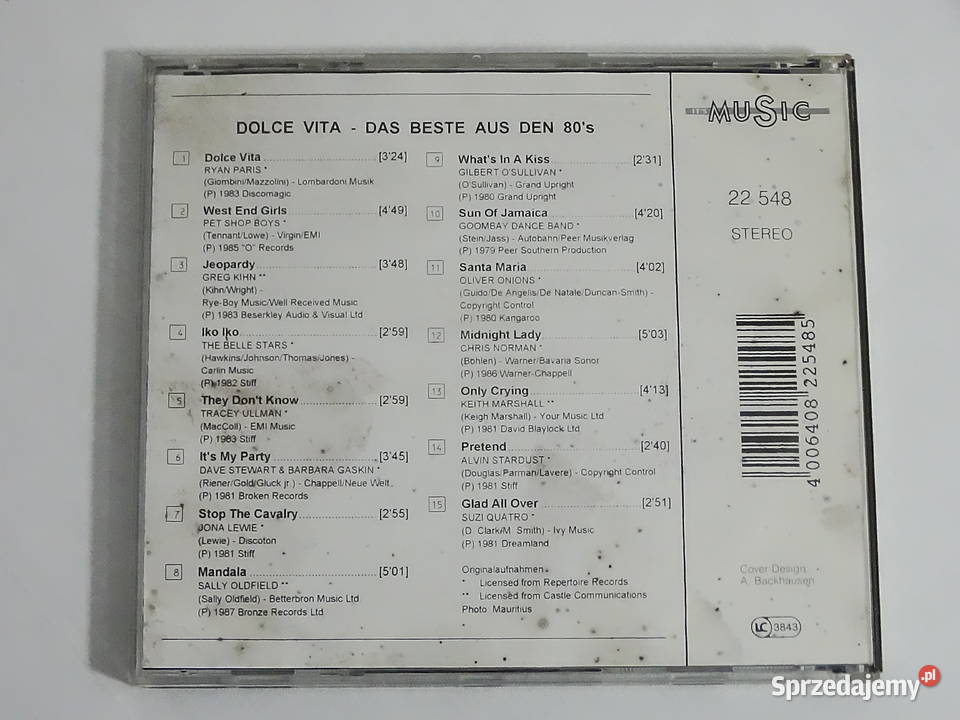 DOLCE VITA - DAS BESTE AUS DEN 80's
1 Dolce Vita [3'24]
RYAN PARIS *
(Giombini/Mazzolini) - Lombardoni Musik
(P) 1983 Discomagic
2 West End Girls [4'49]
PET SHOP BOYS *
(Tennant/Lowe) - Virgin/EMI
(P) 1985 "O" Records
3 Jeopardy [3'48]
GREG KIHN **
(Kihn/Wright) -
Rye-Boy Music/Well Received Music
(P) 1983 Beserkley Audio & Visual Ltd
4 Iko Iko [2'59]
THE BELLE STARS *
(Hawkins/Johnson/Thomas/Jones) -
Carlin Music
(P) 1982 Stiff
5 They Don't Know [2'59]
TRACEY ULLMAN *
(MacColl) - EMI Music
(P) 1983 Stiff
6 It's My Party [3'45]
DAVE STEWART & BARBARA GASKIN *
(Riener/Gold/Gluck jr.) - Chappell/Neue Welt
(P) 1981 Broken Records
7 Stop The Cavalry [2'55]
JONA LEWIE *
(Lewie) - Discoton
(P) 1981 Stiff
8 Mandala [5'01]
SALLY OLDFIELD **
(Sally Oldfield) - Betterbron Music Ltd
(P) 1987 Bronze Records Ltd
9 What's In A Kiss [2'31]
GILBERT O'SULLIVAN *
(O'Sullivan) - Grand Upright
(P) 1980 Grand Upright
10 Sun Of Jamaica [4'20]
GOOMBAY DANCE BAND *
(Stein/Jass) - Autobahn/Peer Musikverlag
(P) 1979 Peer Southern Production
11 Santa Maria [4'02]
OLIVER ONIONS *
(Guido/De Angelis/De Natale/Duncan-Smith) -
Copyright Control
(P) 1980 Kangaroo
12 Midnight Lady [5'03]
CHRIS NORMAN *
(Bohlen) - Warner/Bavaria Sonor
(P) 1986 Warner-Chappell
13 Only Crying [4'13]
KEITH MARSHALL **
(Keigh Marshall) - Your Music Ltd
(P) 1981 David Blaylock Ltd
14 Pretend [2'40]
ALVIN STARDUST *
(Douglas/Parman/Lavere) - Copyright Control
(P) 1981 Stiff
15 Glad All Over [2'51]
SUZI QUATRO *
(D. Clark/M. Smith) - Ivy Music
(P) 1981 Dreamland
Originalaufnahmen
* Licensed from Repertoire Records
** Licensed from Castle Communications
Photo: Mauritius
MUSIC
22 548
STEREO
4 006408 225485
Cover Design:
A. Backhausen
LC 3843
Sprzedajemy.pl